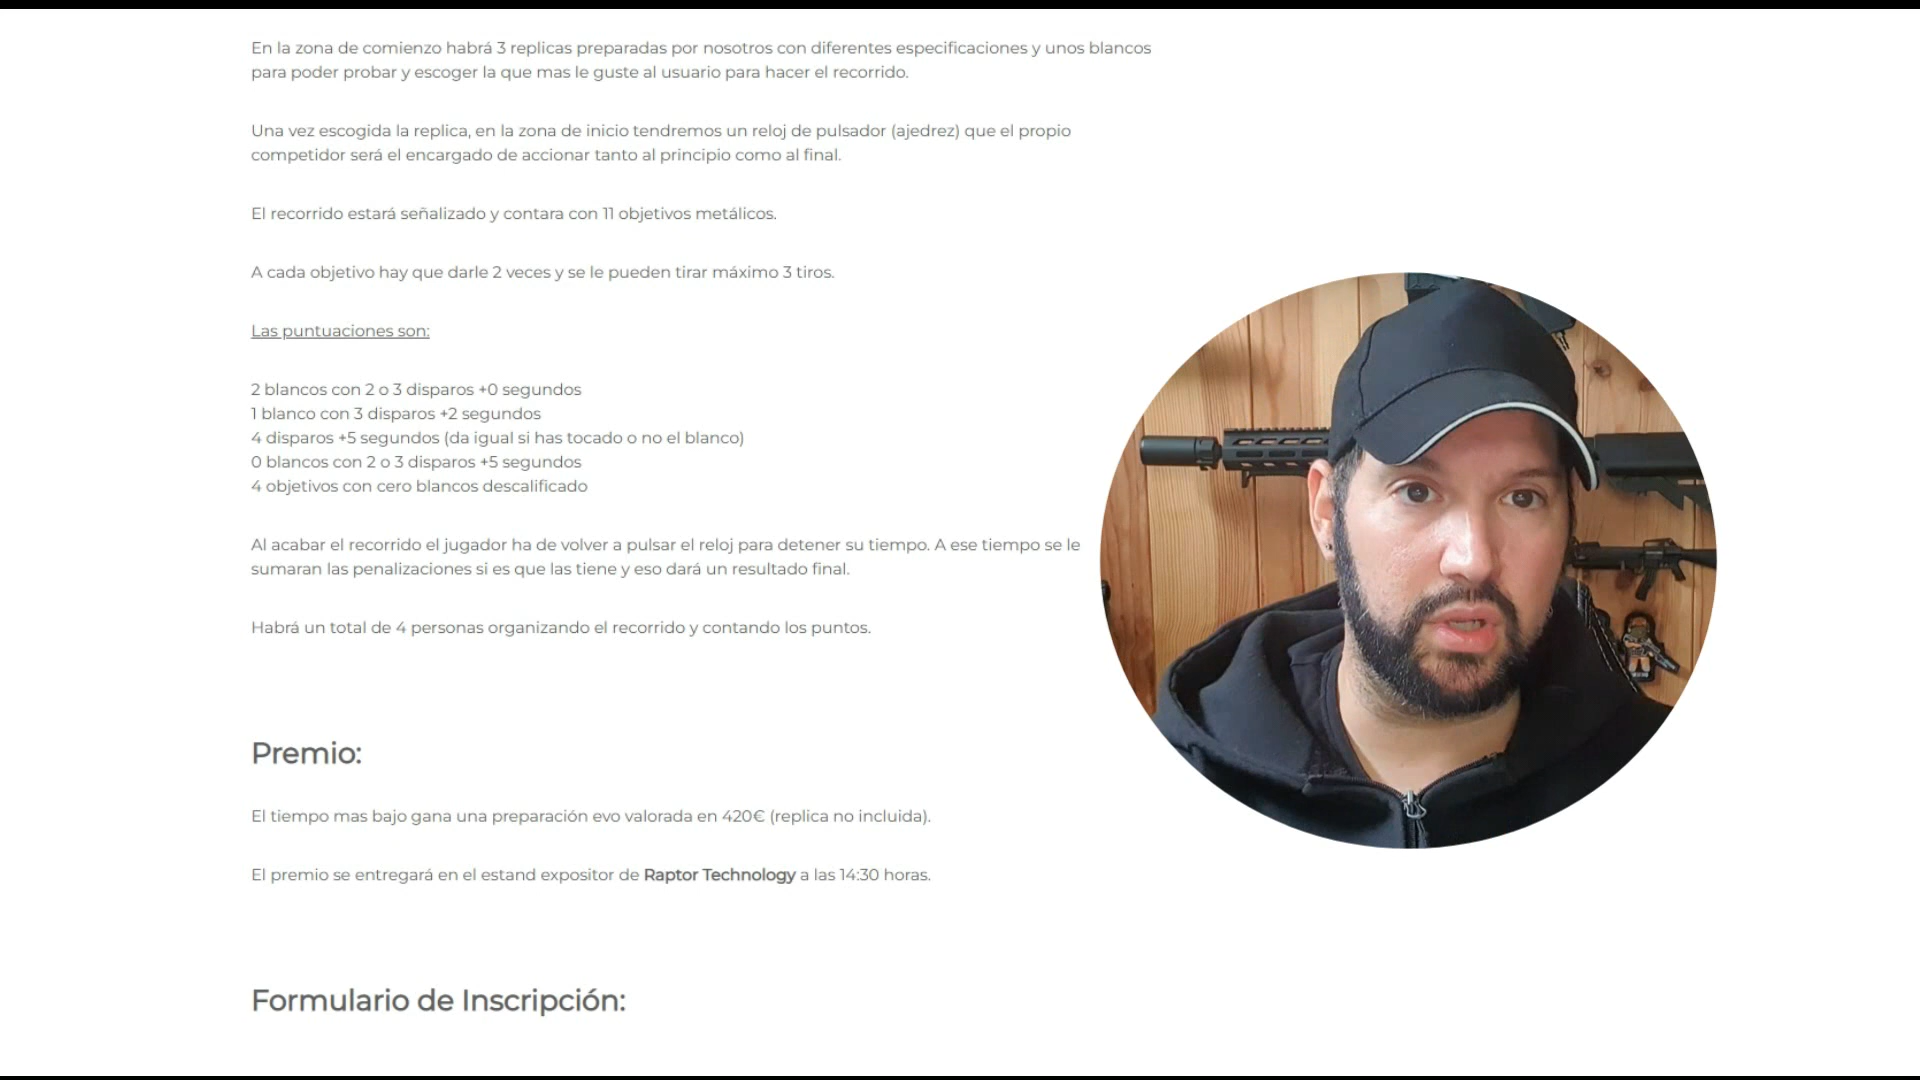 En la zona de comienzo habrá 3 replicas preparadas por nosotros con diferentes especificaciones y unos blancos
para poder probar y escoger la que mas le guste al usuario para hacer el recorrido.
Una vez escogida la replica, en la zona de inicio tendremos un reloj de pulsador (ajedrez) que el propio
competidor será el encargado de accionar tanto al principio como al final.
El recorrido estará señalizado y contara con 11 objetivos metálicos.
A cada objetivo hay que darle 2 veces y se le pueden tirar máximo 3 tiros.
Las puntuaciones son:
2 blancos con 2 o 3 disparos +0 segundos
1 blanco con 3 disparos +2 segundos
4 disparos +5 segundos (da igual si has tocado o no el blanco)
0 blancos con 2 o 3 disparos +5 segundos
4 objetivos con cero blancos descalificado
Al acabar el recorrido el jugador ha de volver a pulsar el reloj para detener su tiempo. A ese tiempo se le
sumaran las penalizaciones si es que las tiene y eso dará un resultado final.
Habrá un total de 4 personas organizando el recorrido y contando los puntos.
Premio:
El tiempo mas bajo gana una preparación evo valorada en 420€ (replica no incluida).
El premio se entregará en el estand expositor de Raptor Technology a las 14:30 horas.
Formulario de Inscripción: